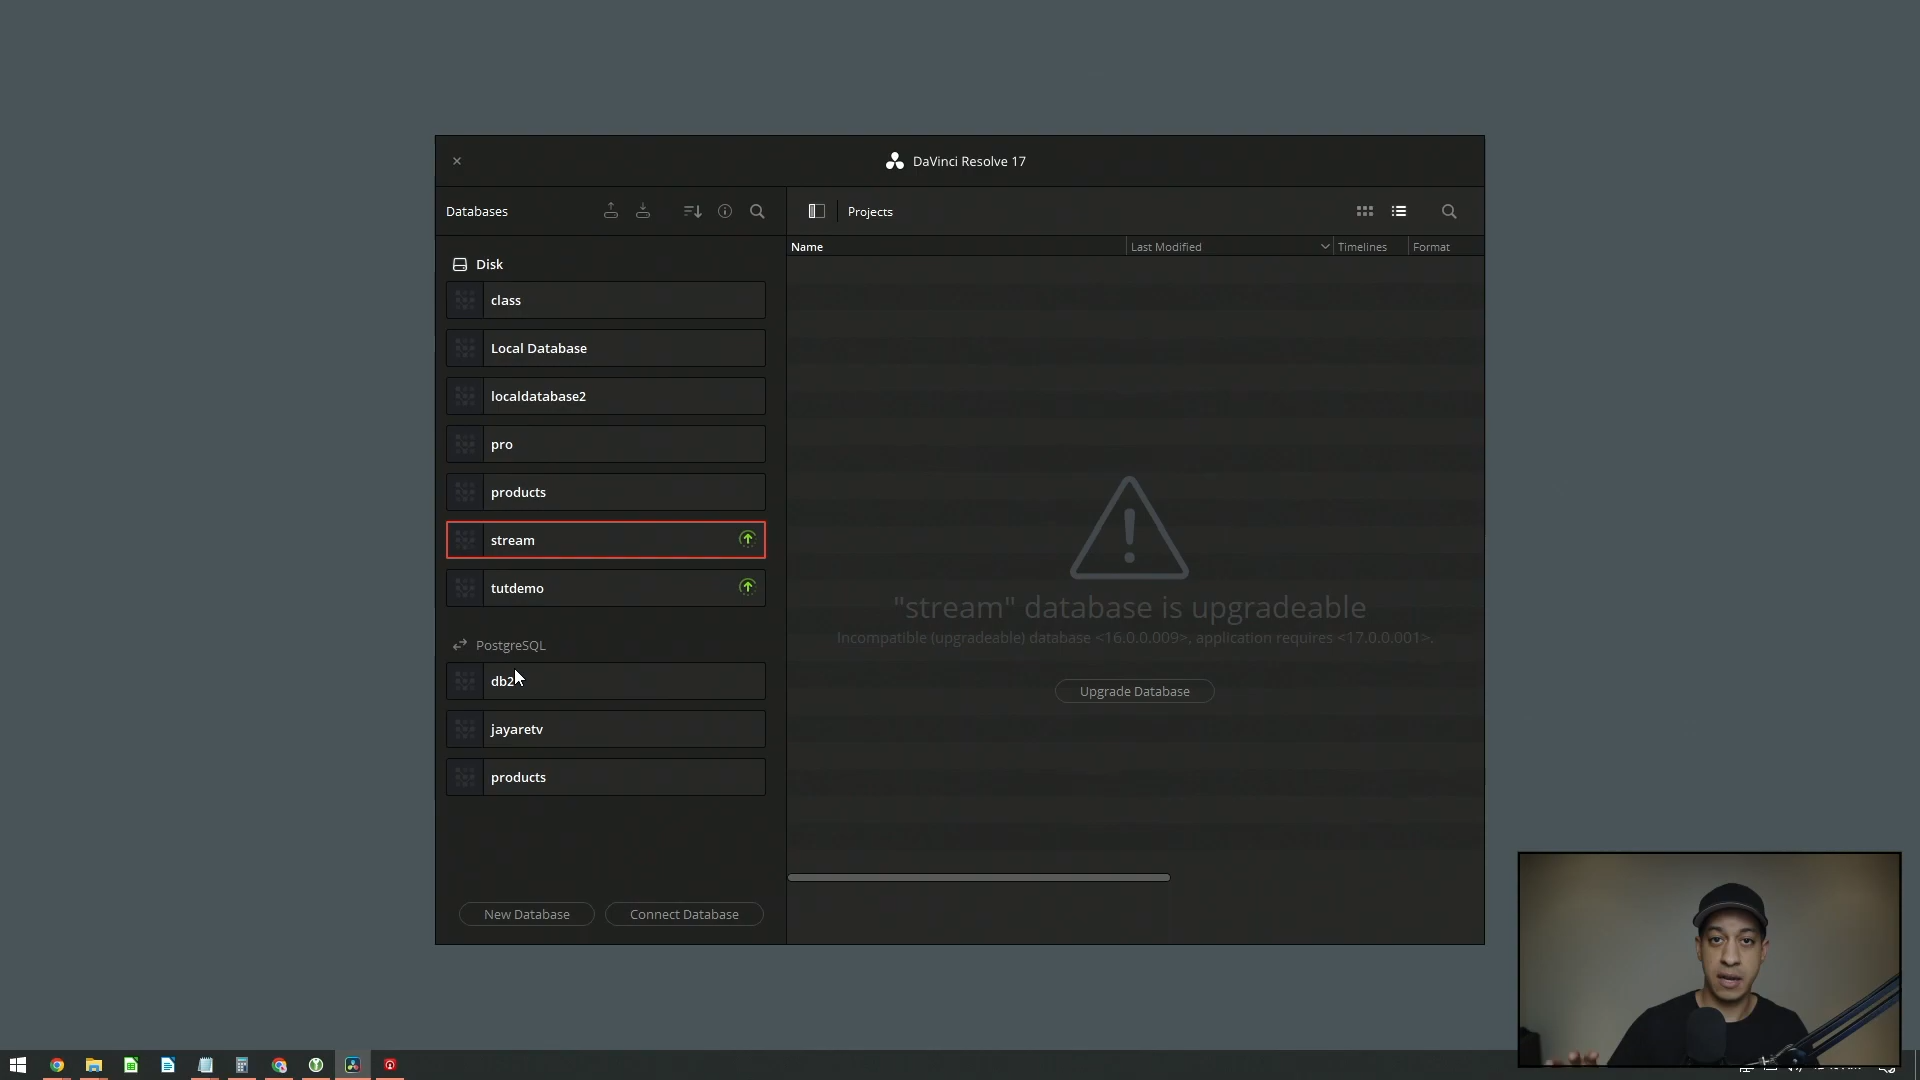 DaVinci Resolve 17
Databases
Projects
Name
Last Modified
Timelines
Format
Disk
class
Local Database
localdatabase2
pro
products
stream
tutdemo
PostgreSQL
db2
jayaretv
products
"stream" database is upgradeable
Incompatible (upgradeable) database <16.0.0.009>, application requires <17.0.0.001>.
Upgrade Database
New Database
Connect Database